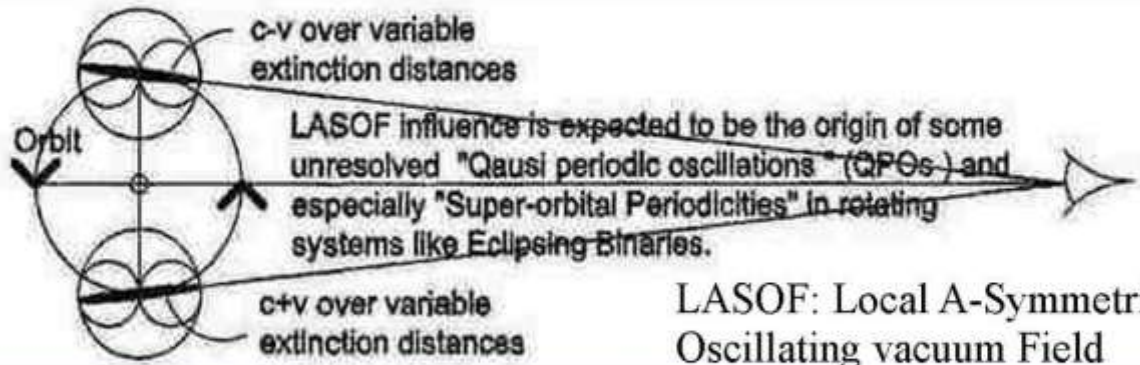 c-v over variable
extinction distances
Orbit
LASOF influence is expected to be the origin of some
unresolved "Qausi periodic oscillations " (QPOs ) and
especially "Super-orbital Periodicities" in rotating
systems like Eclipsing Binaries.
c+v over variable
extinction distances
LASOF: Local A-Symmetri
Oscillating vacuum Field